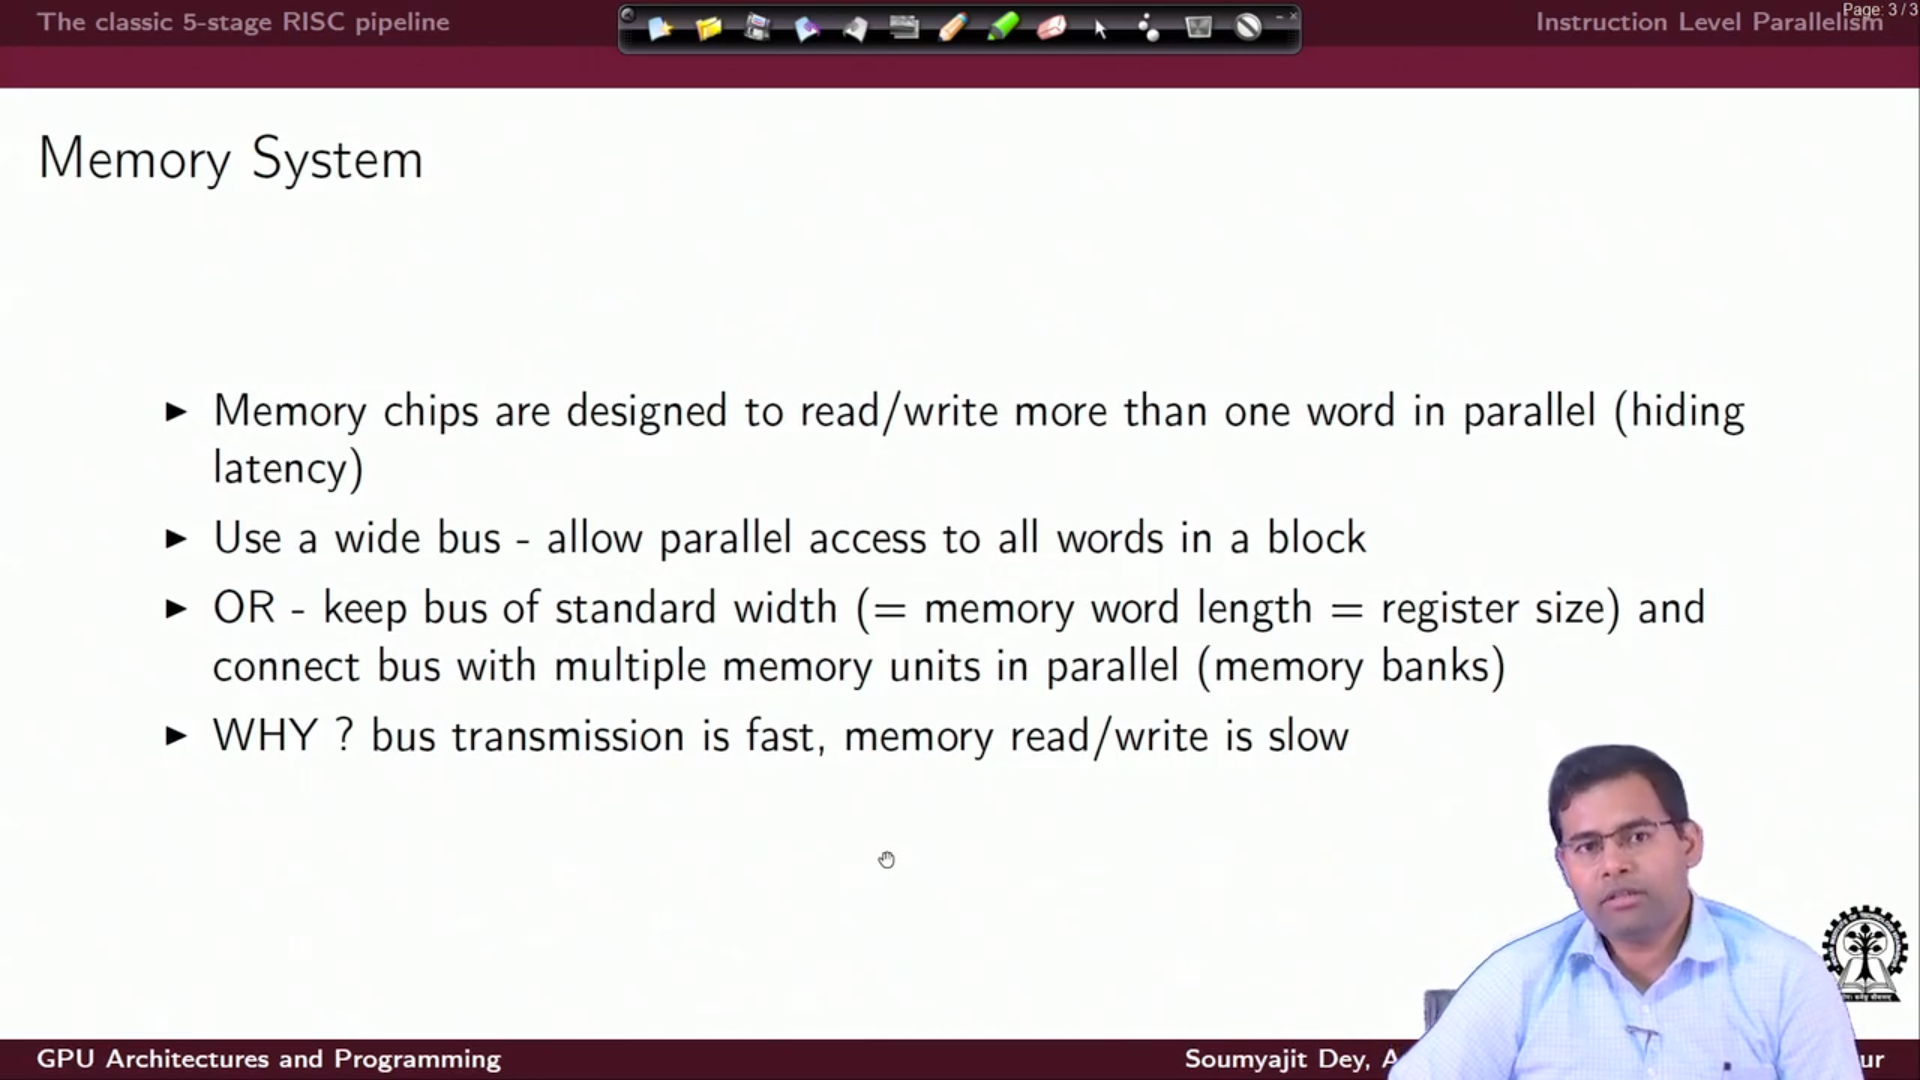 The classic 5-stage RISC pipeline
Instruction Level Parallelism
Page: 3 / 3
Memory System
▶ Memory chips are designed to read/write more than one word in parallel (hiding
latency)
▶ Use a wide bus - allow parallel access to all words in a block
▶ OR - keep bus of standard width (= memory word length = register size) and
connect bus with multiple memory units in parallel (memory banks)
▶ WHY ? bus transmission is fast, memory read/write is slow
GPU Architectures and Programming
Soumyajit Dey, A
ur